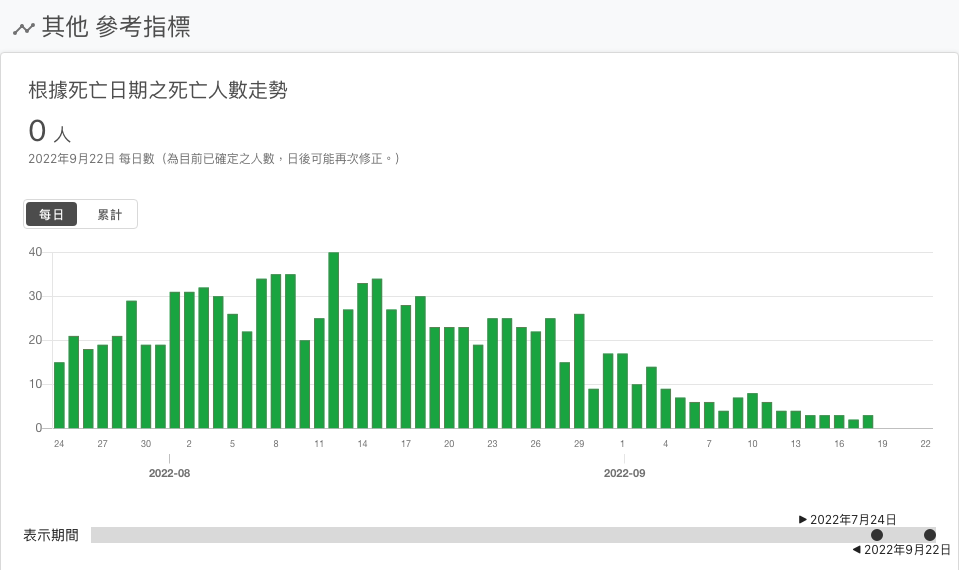 其他 參考指標
根據死亡日期之死亡人數走勢
0 人
2022年9月22日 每日數（為目前已確定之人數，日後可能再次修正。）
每日 累計
40
30
20
10
0
24 27 30 2 5 8 11 14 17 20 23 26 29 1 4 7 10 13 16 19 22
2022-08 2022-09
▶ 2022年7月24日
表示期間
◀ 2022年9月22日